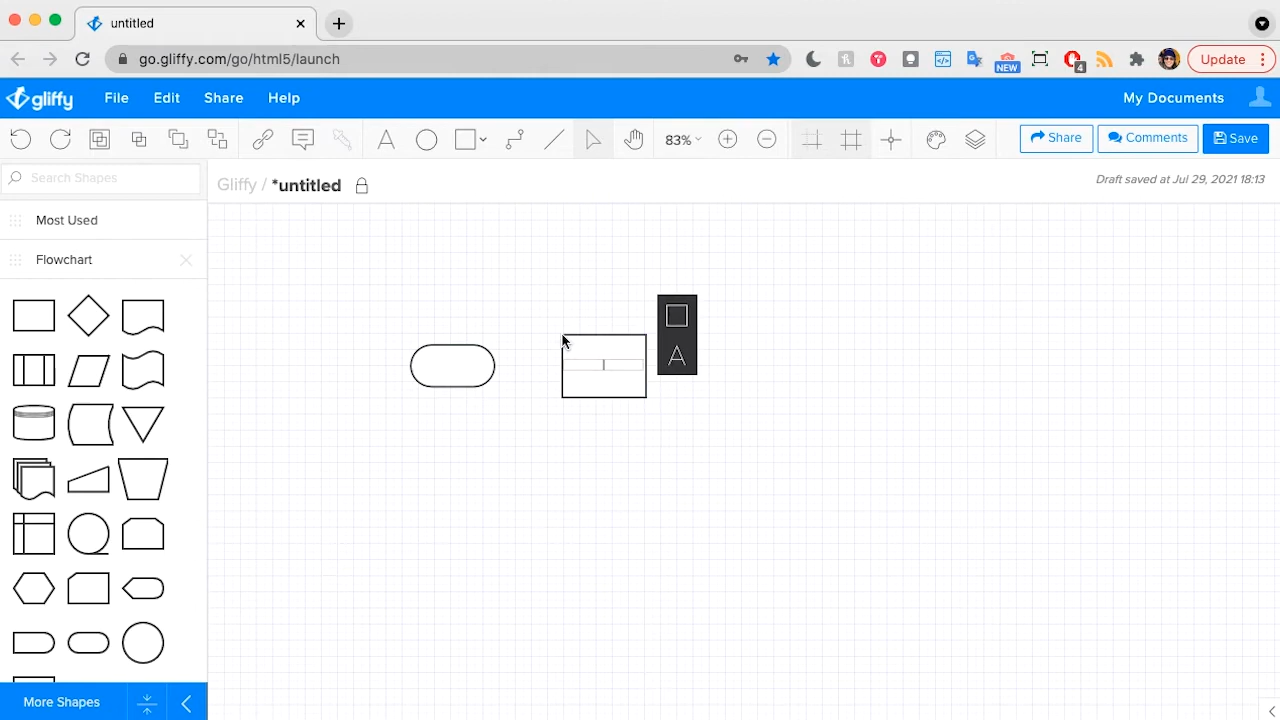 untitled
go.gliffy.com/go/html5/launch
NEW
4
Update
gliffy
File
Edit
Share
Help
My Documents
A
83%
Share
Comments
Save
Search Shapes
Gliffy / *untitled
Draft saved at Jul 29, 2021 18:13
Most Used
Flowchart
A
More Shapes